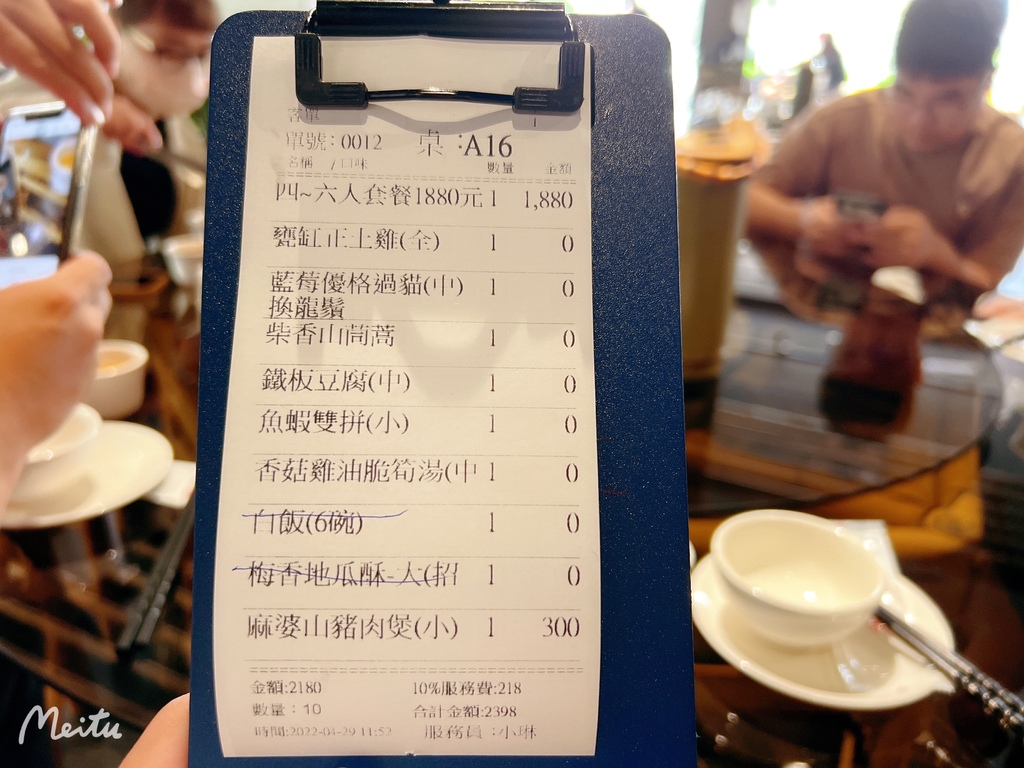 客單
單號：0012 桌：A16
名稱 /口味 數量 金額
四~六人套餐1880元 1 1,880
甕缸正土雞(全) 1 0
藍莓優格過貓(中) 1 0
換龍鬚
柴香山茼蒿 1 0
鐵板豆腐(中) 1 0
魚蝦雙拼(小) 1 0
香菇雞油脆筍湯(中 1 0
白飯(6碗) 1 0
梅香地瓜酥-大(招 1 0
麻婆山豬肉煲(小) 1 300
金額:2180 10%服務費:218
數量：10 合計金額:2398
時間:2022-04-29 11:52 服務員：小琳
Meitu